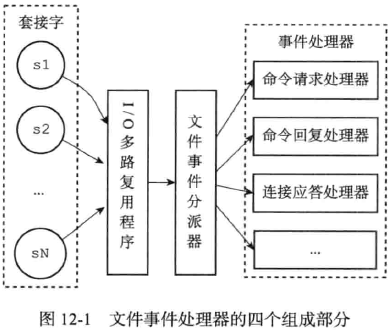 套接字
s1
s2
...
sN
I/O多路复用程序
文件事件分派器
事件处理器
命令请求处理器
命令回复处理器
连接应答处理器
...
图 12-1 文件事件处理器的四个组成部分